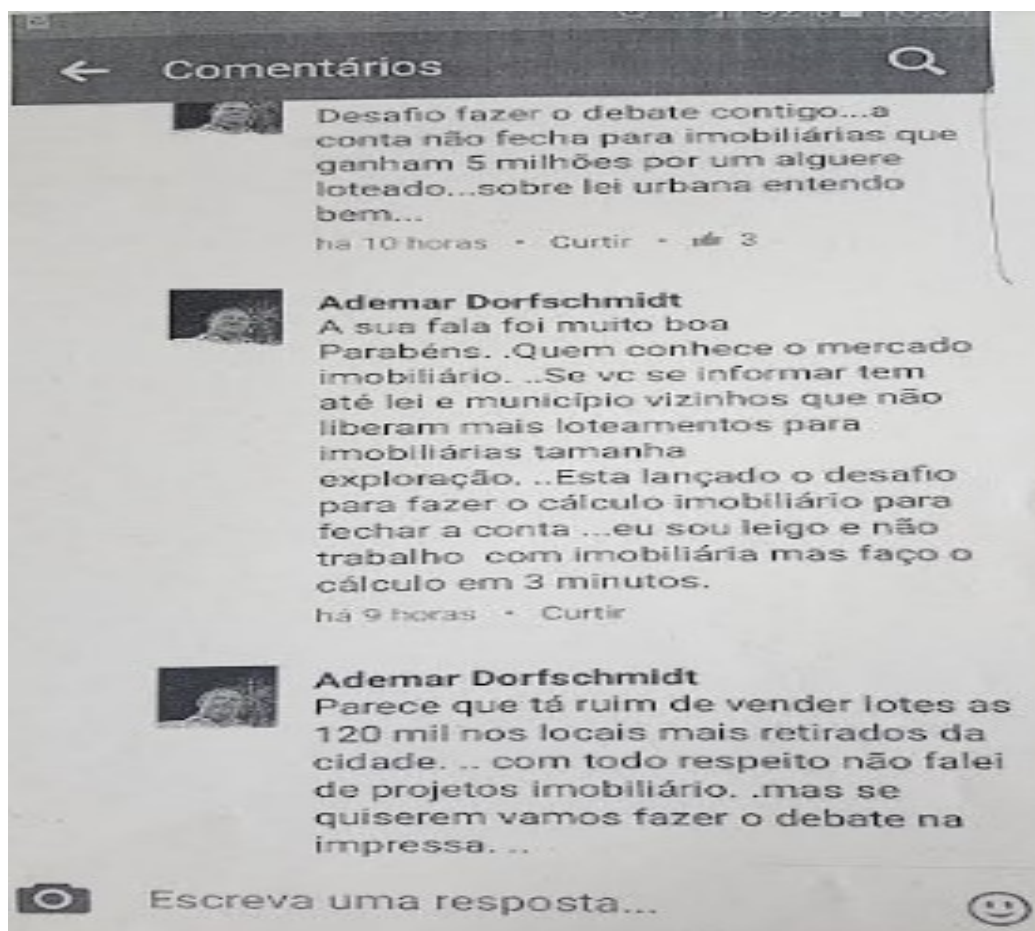 Comentários
Desafio fazer o debate contigo...a
conta não fecha para imobiliárias que
ganham 5 milhões por um alguere
loteado...sobre lei urbana entendo
bem...
há 10 horas · Curtir · 3
Ademar Dorfschmidt
A sua fala foi muito boa
Parabéns. .Quem conhece o mercado
imobiliário. ..Se vc se informar tem
até lei e município vizinhos que não
liberam mais loteamentos para
imobiliárias tamanha
exploração. ..Esta lançado o desafio
para fazer o cálculo imobiliário para
fechar a conta ...eu sou leigo e não
trabalho com imobiliária mas faço o
cálculo em 3 minutos.
há 9 horas · Curtir
Ademar Dorfschmidt
Parece que tá ruim de vender lotes as
120 mil nos locais mais retirados da
cidade. .. com todo respeito não falei
de projetos imobiliário. .mas se
quiserem vamos fazer o debate na
impressa. ..
Escreva uma resposta...